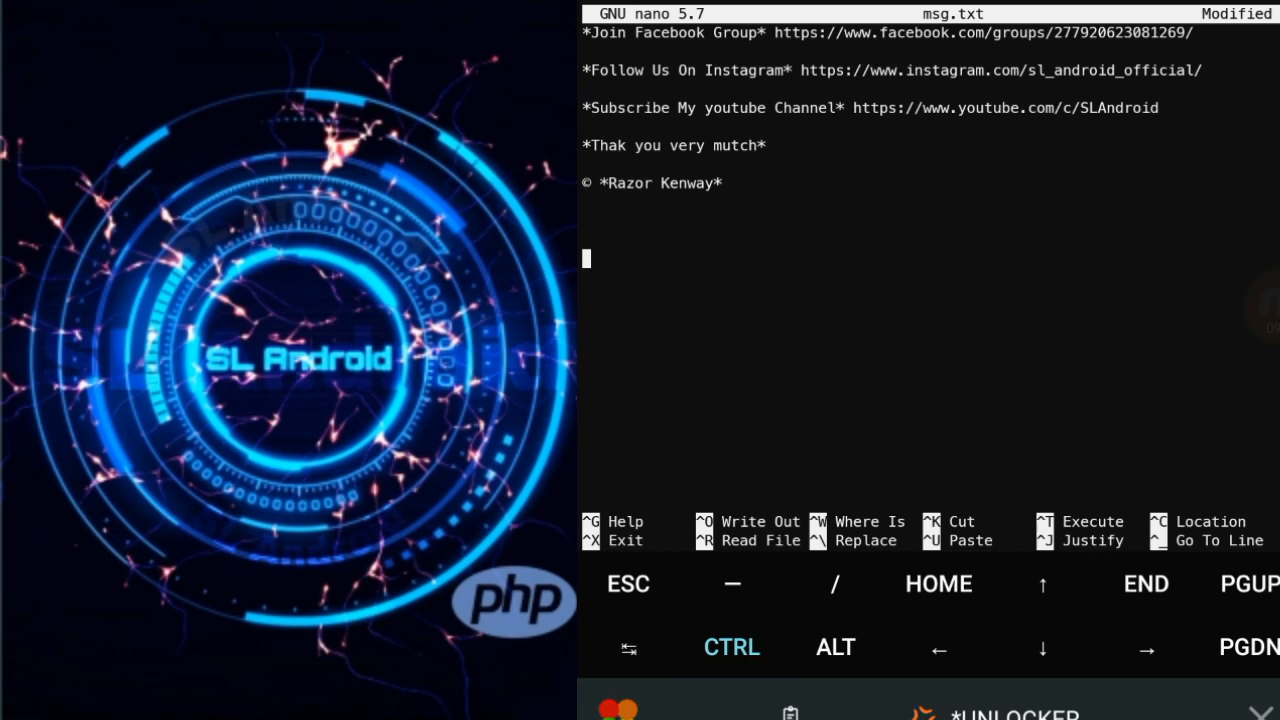 SL Android
php
GNU nano 5.7 msg.txt Modified
*Join Facebook Group* https://www.facebook.com/groups/277920623081269/
*Follow Us On Instagram* https://www.instagram.com/sl_android_official/
*Subscribe My youtube Channel* https://www.youtube.com/c/SLAndroid
*Thak you very mutch*
© *Razor Kenway*
^G Help ^O Write Out ^W Where Is ^K Cut ^T Execute ^C Location
^X Exit ^R Read File ^\ Replace ^U Paste ^J Justify ^_ Go To Line
ESC — / HOME ↑ END PGUP
↹ CTRL ALT ← ↓ → PGDN
*UNLOCKER